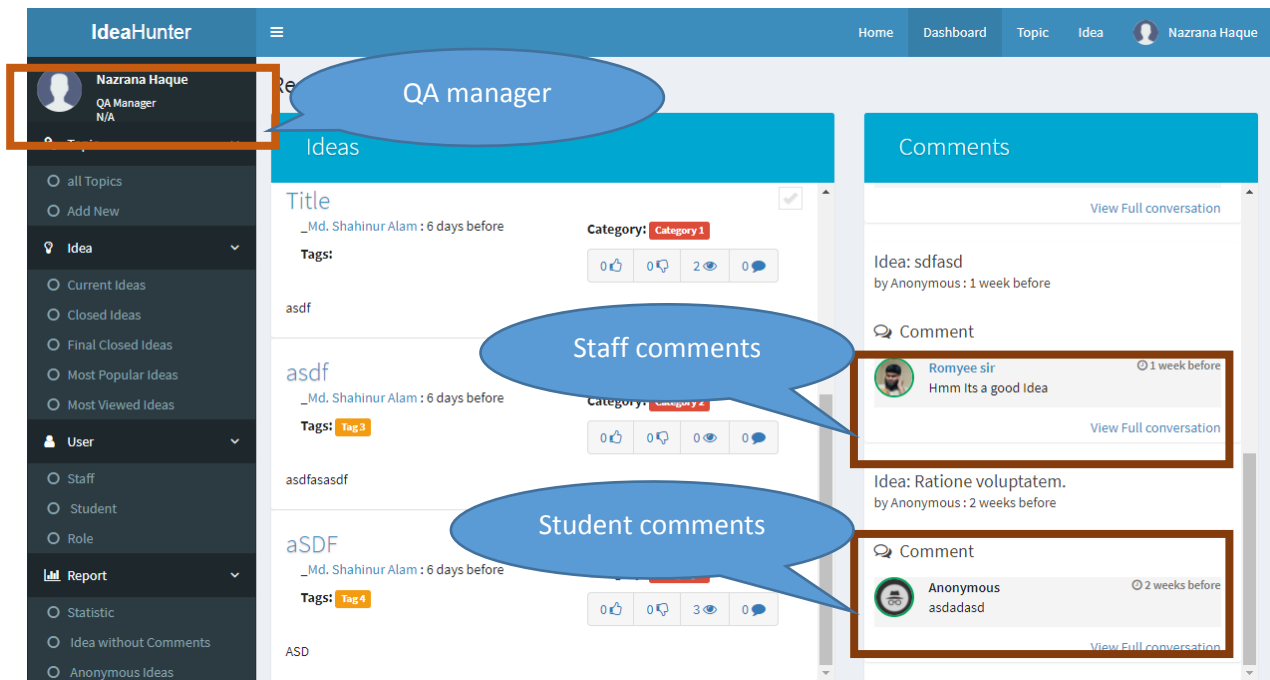 IdeaHunter
Home Dashboard Topic Idea Nazrana Haque
Nazrana Haque
QA Manager
N/A
all Topics
Add New
Idea
Current Ideas
Closed Ideas
Final Closed Ideas
Most Popular Ideas
Most Viewed Ideas
User
Staff
Student
Role
Report
Statistic
Idea without Comments
Anonymous Ideas
QA manager
Ideas
Title
_Md. Shahinur Alam : 6 days before
Category: Category 1
Tags:
0 0 2 0
asdf
asdf
_Md. Shahinur Alam : 6 days before
Category: Category 2
Tags: Tag 3
0 0 0 0
asdfasasdf
aSDF
_Md. Shahinur Alam : 6 days before
Tags: Tag 4
0 0 3 0
ASD
Staff comments
Student comments
Comments
View Full conversation
Idea: sdfasd
by Anonymous : 1 week before
Comment
Romyee sir 1 week before
Hmm Its a good Idea
View Full conversation
Idea: Ratione voluptatem.
by Anonymous : 2 weeks before
Comment
Anonymous 2 weeks before
asdadasd
View Full conversation